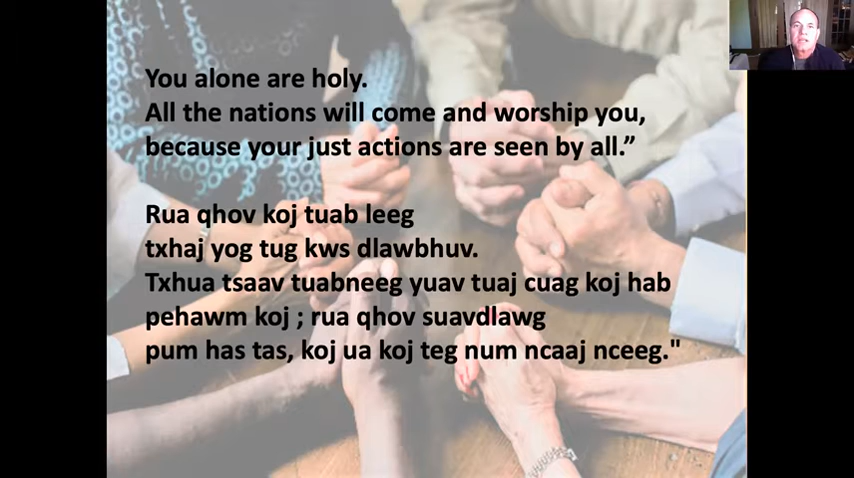 You alone are holy.
All the nations will come and worship you,
because your just actions are seen by all.”
Rua qhov koj tuab leeg
txhaj yog tug kws dlawbhuv.
Txhua tsaav tuabneeg yuav tuaj cuag koj hab
pehawm koj ; rua qhov suavdlawg
pum has tas, koj ua koj teg num ncaaj nceeg."